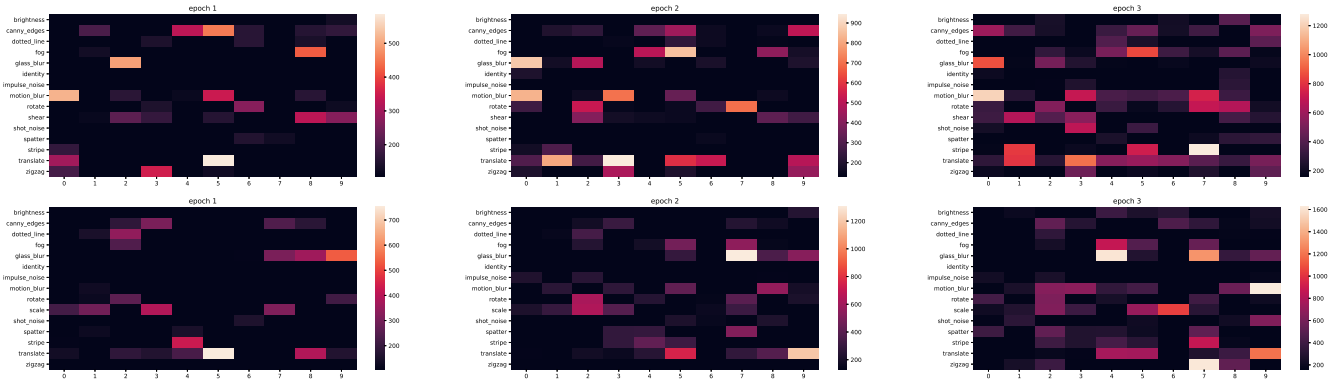 epoch 1
brightness
canny_edges
dotted_line
fog
glass_blur
identity
impulse_noise
motion_blur
rotate
shear
shot_noise
spatter
stripe
translate
zigzag
0 1 2 3 4 5 6 7 8 9
500
400
300
200
100
epoch 2
brightness
canny_edges
dotted_line
fog
glass_blur
identity
impulse_noise
motion_blur
rotate
shear
shot_noise
spatter
stripe
translate
zigzag
0 1 2 3 4 5 6 7 8 9
900
800
700
600
500
400
300
200
epoch 3
brightness
canny_edges
dotted_line
fog
glass_blur
identity
impulse_noise
motion_blur
rotate
shear
shot_noise
spatter
stripe
translate
zigzag
0 1 2 3 4 5 6 7 8 9
1200
1000
800
600
400
200
epoch 1
brightness
canny_edges
dotted_line
fog
glass_blur
identity
impulse_noise
motion_blur
rotate
scale
shot_noise
spatter
stripe
translate
zigzag
0 1 2 3 4 5 6 7 8 9
700
600
500
400
300
200
100
epoch 2
brightness
canny_edges
dotted_line
fog
glass_blur
identity
impulse_noise
motion_blur
rotate
scale
shot_noise
spatter
stripe
translate
zigzag
0 1 2 3 4 5 6 7 8 9
1200
1000
800
600
400
200
epoch 3
brightness
canny_edges
dotted_line
fog
glass_blur
identity
impulse_noise
motion_blur
rotate
scale
shot_noise
spatter
stripe
translate
zigzag
0 1 2 3 4 5 6 7 8 9
1600
1400
1200
1000
800
600
400
200